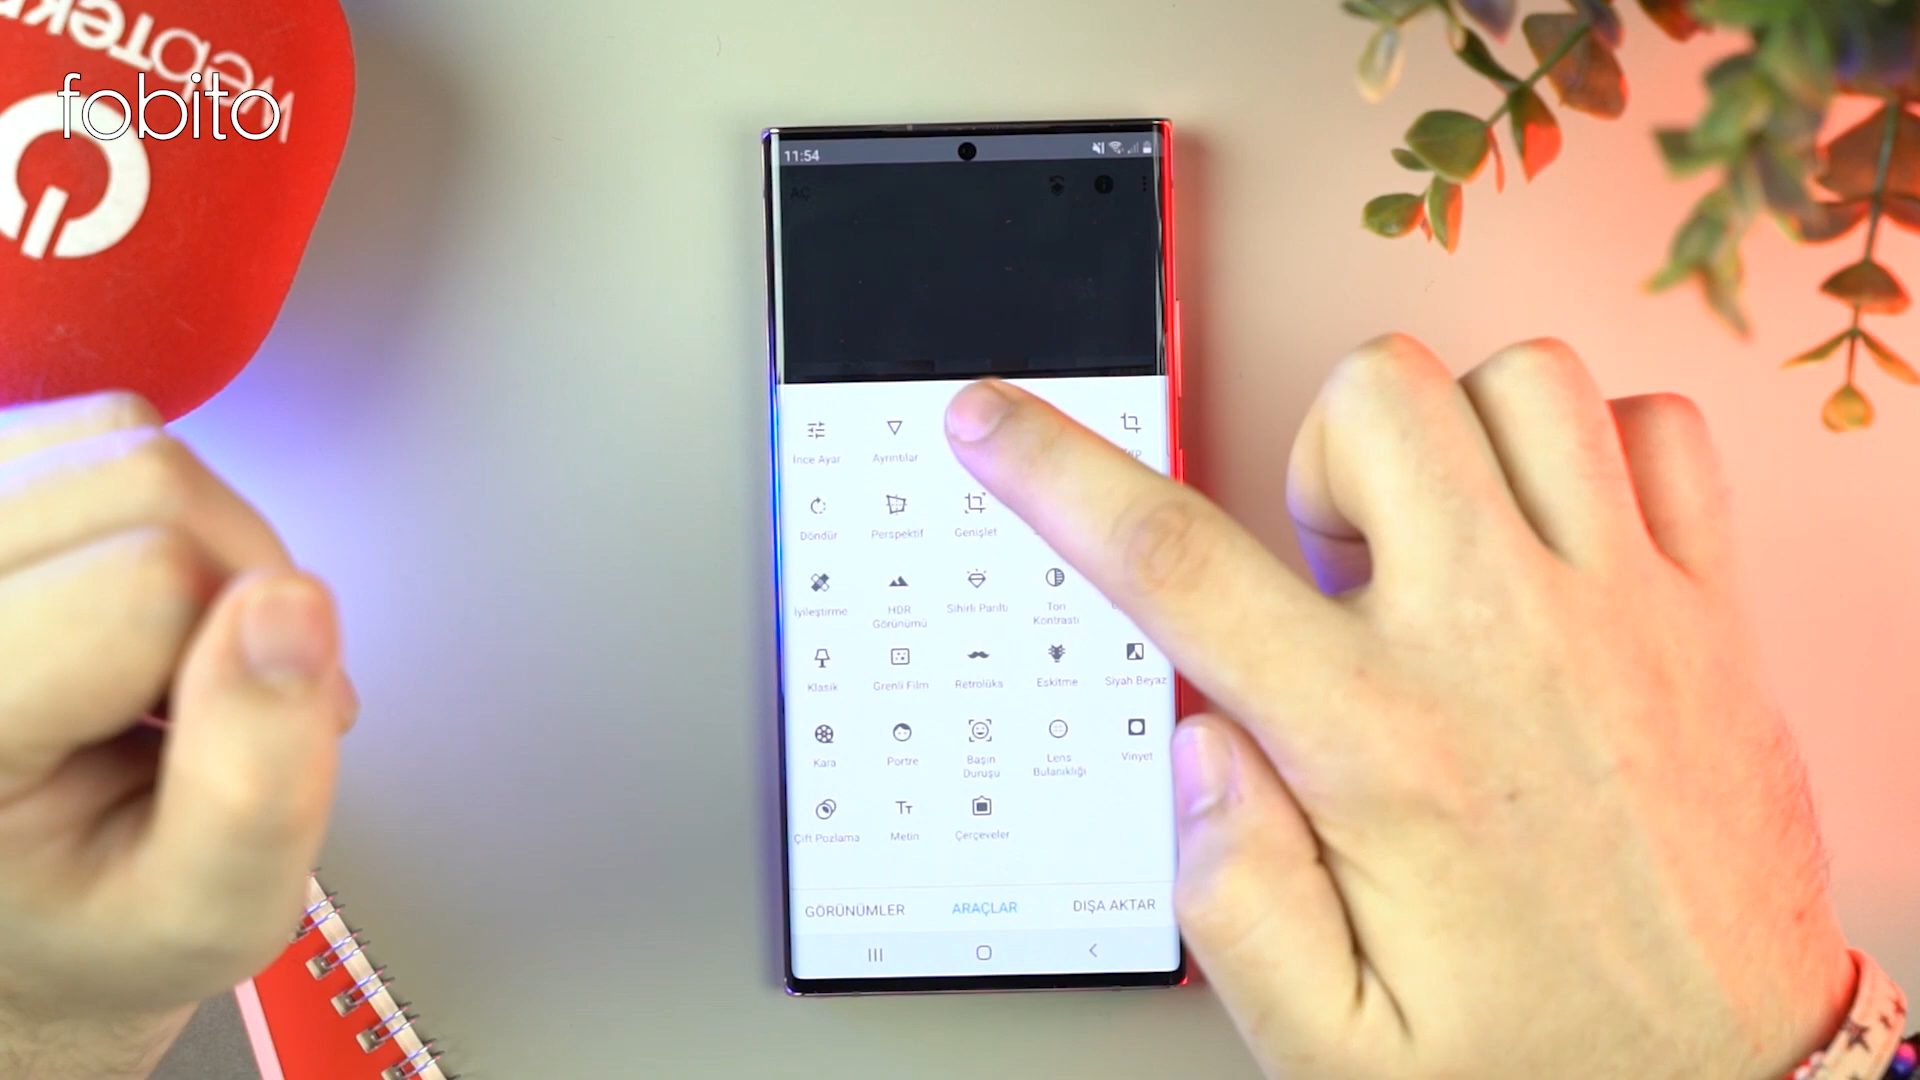 webTEK
fobito
11:54
AÇ
İnce Ayar
Ayrıntılar
Döndür
Perspektif
Genişlet
İyileştirme
HDR
Görünümü
Sihirli Parıltı
Ton
Kontrastı
Klasik
Grenli Film
Retrolüks
Eskitme
Siyah Beyaz
Kara
Portre
Başın
Duruşu
Lens
Bulanıklığı
Vinyet
Çift Pozlama
Metin
Çerçeveler
GÖRÜNÜMLER
ARAÇLAR
DIŞA AKTAR